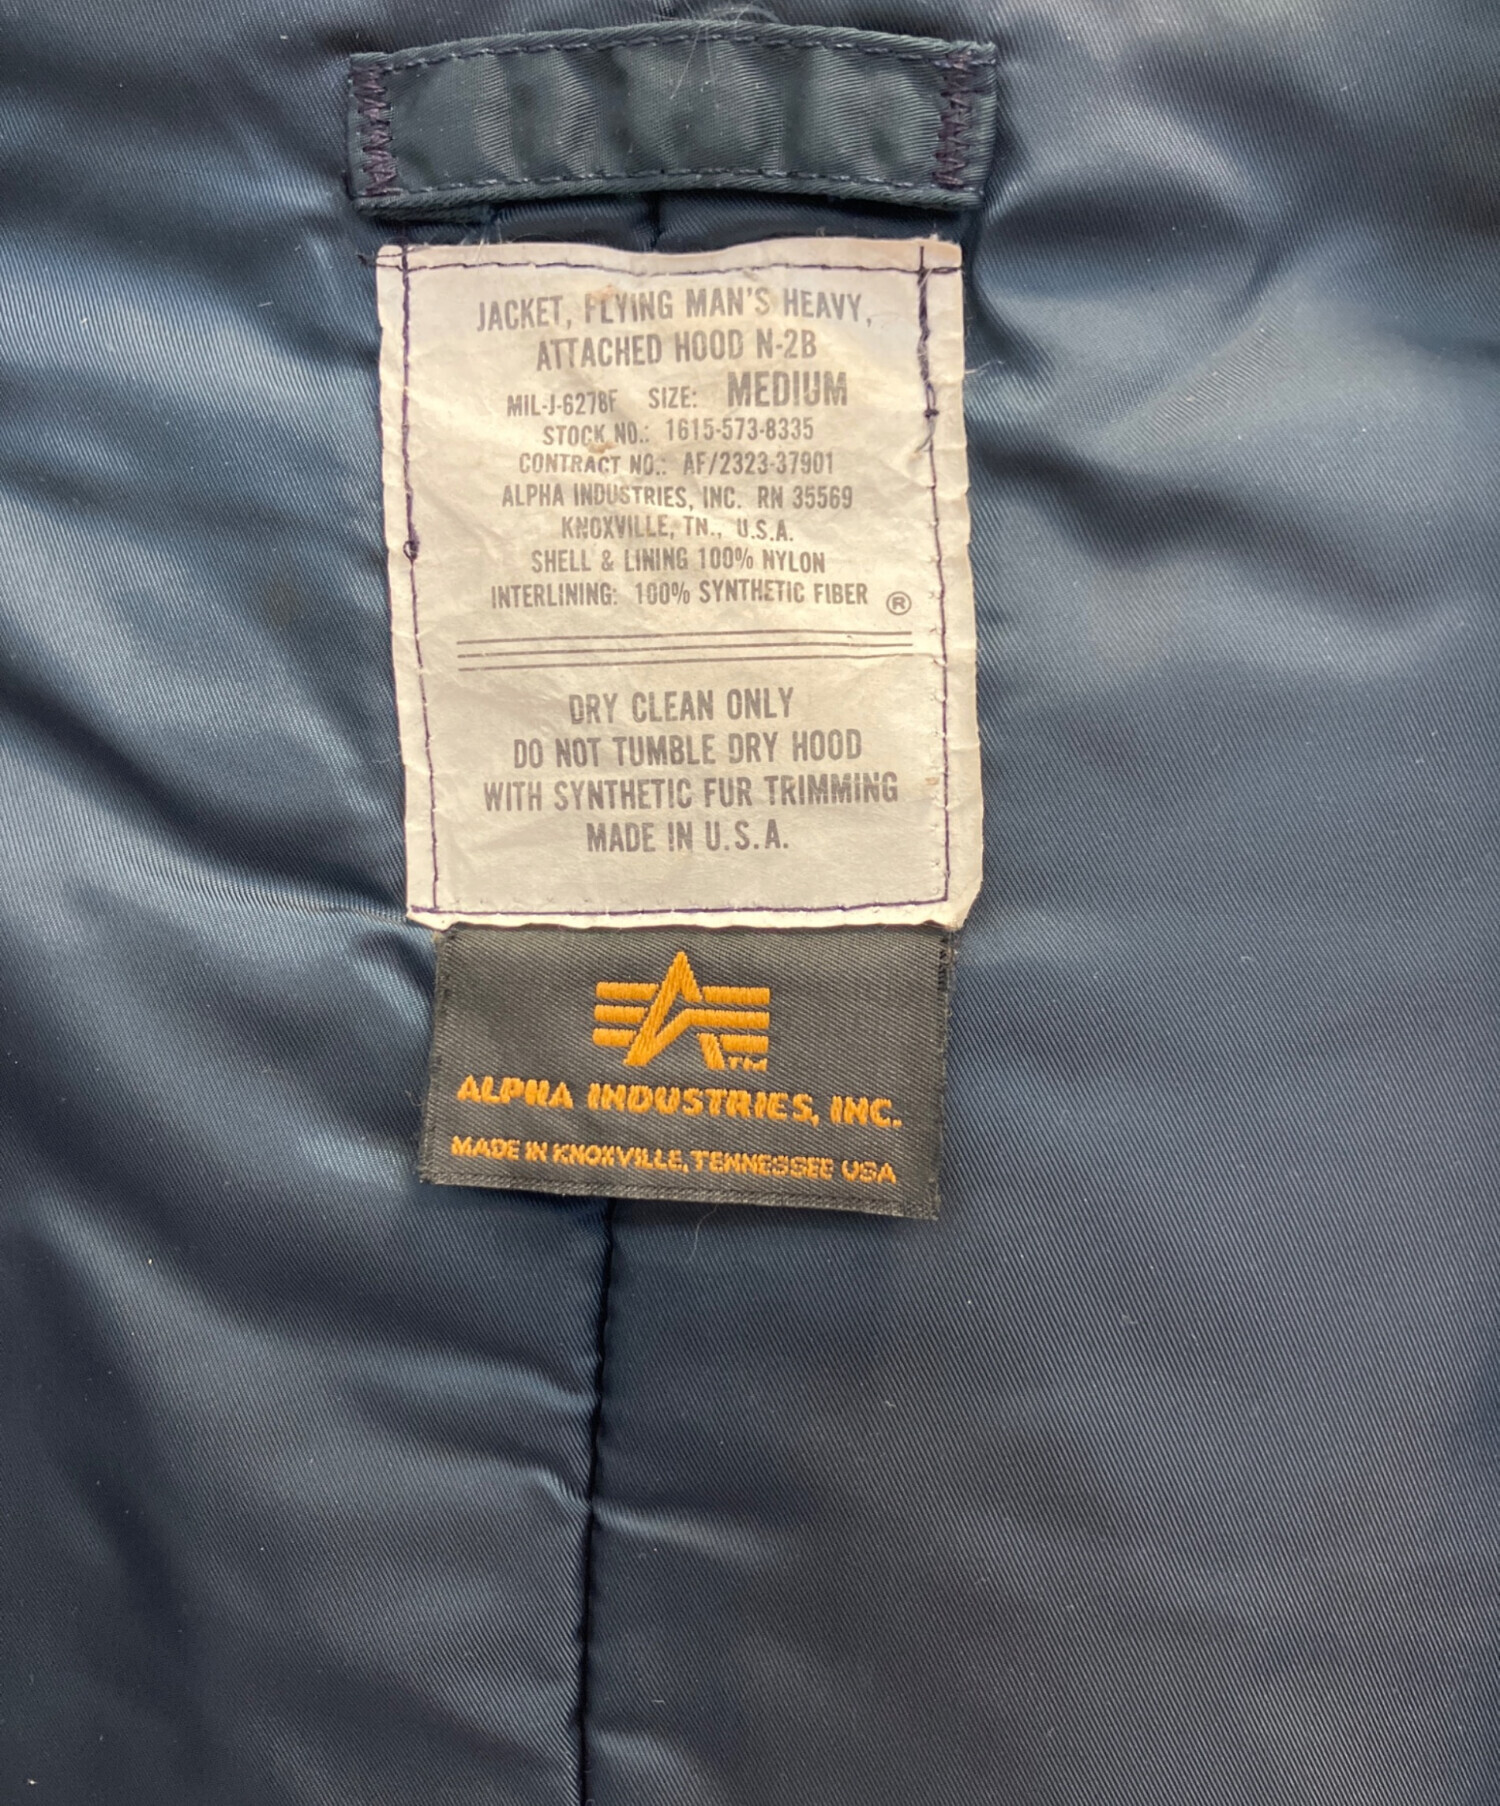 JACKET, FLYING MAN'S HEAVY,
ATTACHED HOOD N-2B
MIL-J-6278F SIZE: MEDIUM
STOCK NO.: 1615-573-8335
CONTRACT NO.: AF/2323-37901
ALPHA INDUSTRIES, INC. RN 35569
KNOXVILLE, TN., U.S.A.
SHELL & LINING 100% NYLON
INTERLINING: 100% SYNTHETIC FIBER ®
DRY CLEAN ONLY
DO NOT TUMBLE DRY HOOD
WITH SYNTHETIC FUR TRIMMING
MADE IN U.S.A.
TM
ALPHA INDUSTRIES, INC.
MADE IN KNOXVILLE, TENNESSEE USA